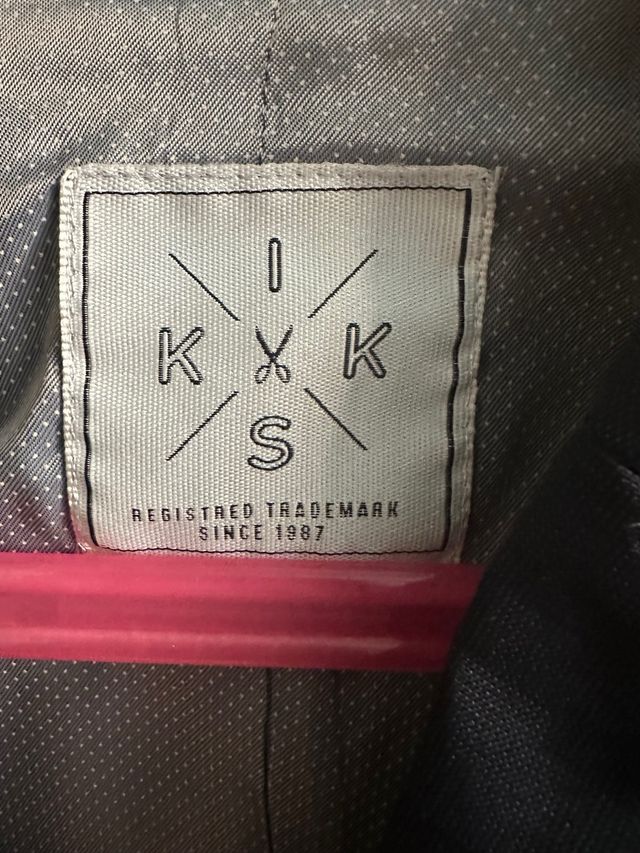 I
K K
S
REGISTRED TRADEMARK
SINCE 1987